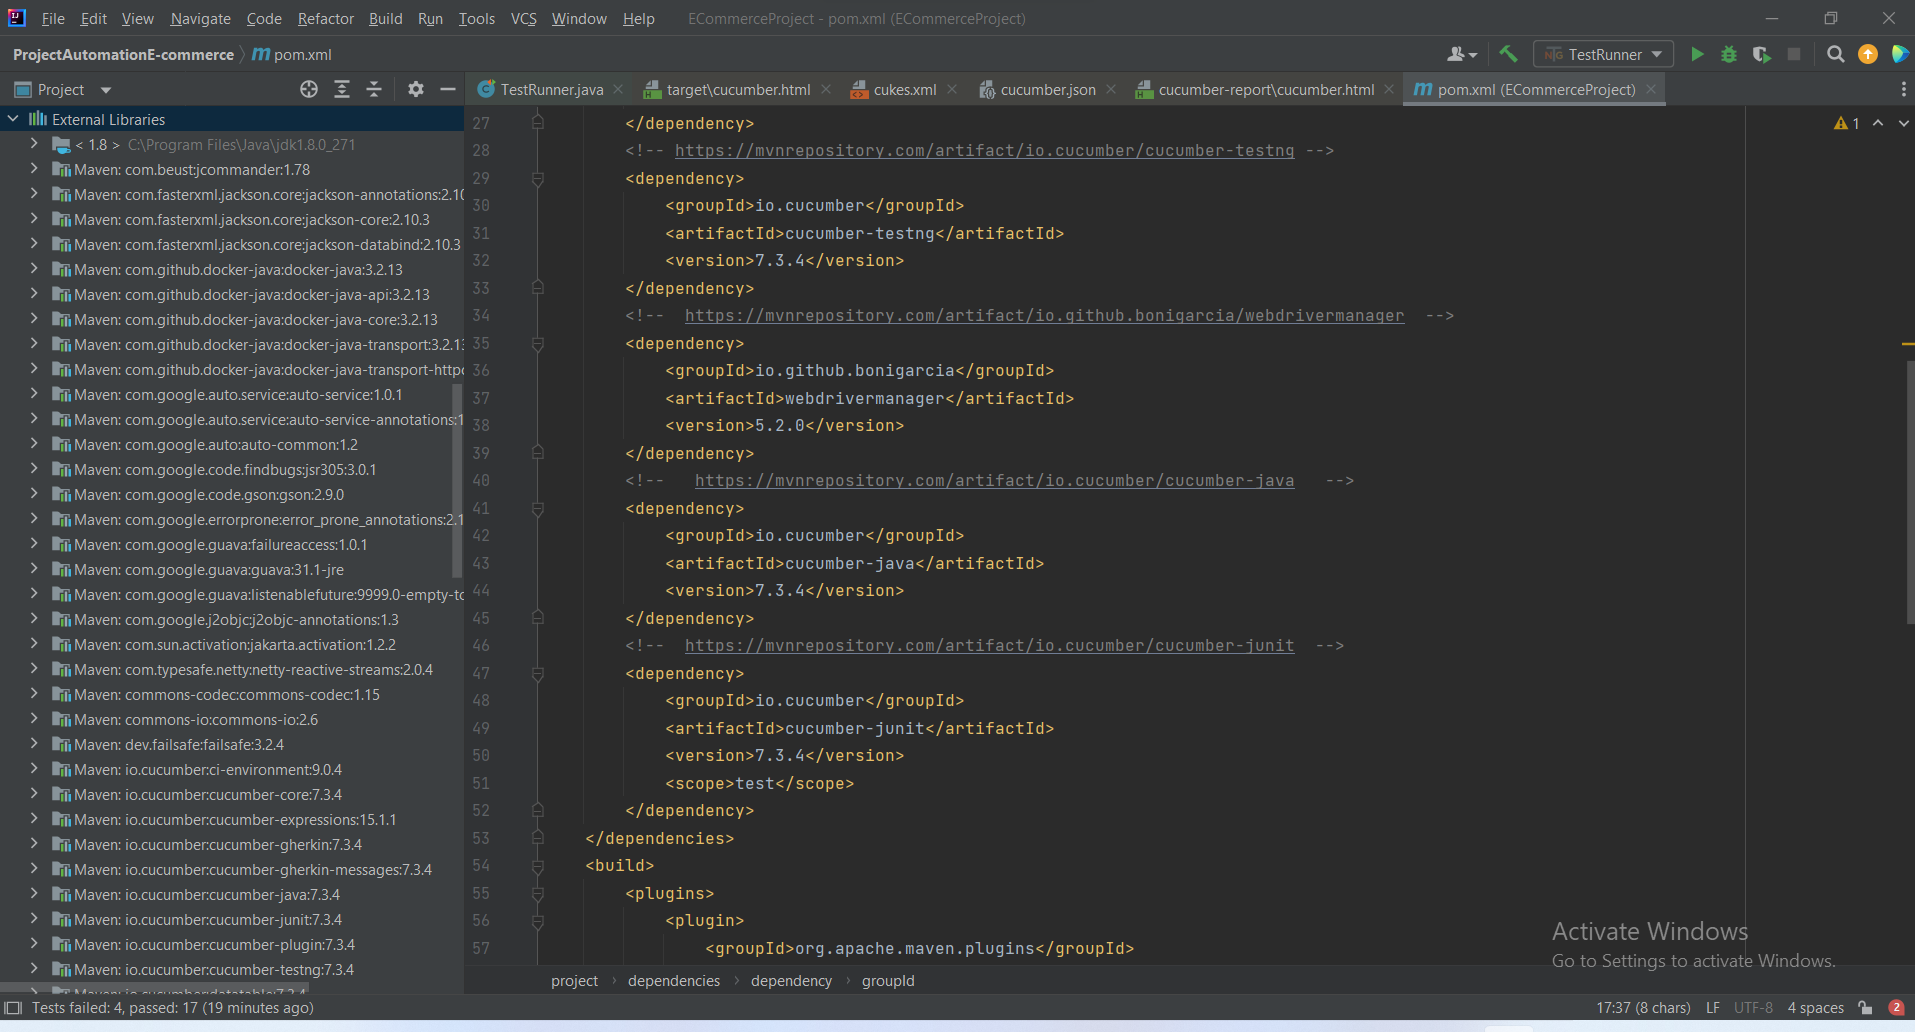 File Edit View Navigate Code Refactor Build Run Tools VCS Window Help ECommerceProject - pom.xml (ECommerceProject)
ProjectAutomationE-commerce m pom.xml TestRunner
Project
TestRunner.java target\cucumber.html cukes.xml cucumber.json cucumber-report\cucumber.html m pom.xml (ECommerceProject)
External Libraries
< 1.8 > C:\Program Files\Java\jdk1.8.0_271
Maven: com.beust:jcommander:1.78
Maven: com.fasterxml.jackson.core:jackson-annotations:2.10
Maven: com.fasterxml.jackson.core:jackson-core:2.10.3
Maven: com.fasterxml.jackson.core:jackson-databind:2.10.3
Maven: com.github.docker-java:docker-java:3.2.13
Maven: com.github.docker-java:docker-java-api:3.2.13
Maven: com.github.docker-java:docker-java-core:3.2.13
Maven: com.github.docker-java:docker-java-transport:3.2.13
Maven: com.github.docker-java:docker-java-transport-httpc
Maven: com.google.auto.service:auto-service:1.0.1
Maven: com.google.auto.service:auto-service-annotations:1
Maven: com.google.auto:auto-common:1.2
Maven: com.google.code.findbugs:jsr305:3.0.1
Maven: com.google.code.gson:gson:2.9.0
Maven: com.google.errorprone:error_prone_annotations:2.1
Maven: com.google.guava:failureaccess:1.0.1
Maven: com.google.guava:guava:31.1-jre
Maven: com.google.guava:listenablefuture:9999.0-empty-to
Maven: com.google.j2objc:j2objc-annotations:1.3
Maven: com.sun.activation:jakarta.activation:1.2.2
Maven: com.typesafe.netty:netty-reactive-streams:2.0.4
Maven: commons-codec:commons-codec:1.15
Maven: commons-io:commons-io:2.6
Maven: dev.failsafe:failsafe:3.2.4
Maven: io.cucumber:ci-environment:9.0.4
Maven: io.cucumber:cucumber-core:7.3.4
Maven: io.cucumber:cucumber-expressions:15.1.1
Maven: io.cucumber:cucumber-gherkin:7.3.4
Maven: io.cucumber:cucumber-gherkin-messages:7.3.4
Maven: io.cucumber:cucumber-java:7.3.4
Maven: io.cucumber:cucumber-junit:7.3.4
Maven: io.cucumber:cucumber-plugin:7.3.4
Maven: io.cucumber:cucumber-testng:7.3.4
Maven: io.cucumber:datatable:7.3.4
1
27 </dependency>
28 <!-- https://mvnrepository.com/artifact/io.cucumber/cucumber-testng -->
29 <dependency>
30 <groupId>io.cucumber</groupId>
31 <artifactId>cucumber-testng</artifactId>
32 <version>7.3.4</version>
33 </dependency>
34 <!-- https://mvnrepository.com/artifact/io.github.bonigarcia/webdrivermanager -->
35 <dependency>
36 <groupId>io.github.bonigarcia</groupId>
37 <artifactId>webdrivermanager</artifactId>
38 <version>5.2.0</version>
39 </dependency>
40 <!-- https://mvnrepository.com/artifact/io.cucumber/cucumber-java -->
41 <dependency>
42 <groupId>io.cucumber</groupId>
43 <artifactId>cucumber-java</artifactId>
44 <version>7.3.4</version>
45 </dependency>
46 <!-- https://mvnrepository.com/artifact/io.cucumber/cucumber-junit -->
47 <dependency>
48 <groupId>io.cucumber</groupId>
49 <artifactId>cucumber-junit</artifactId>
50 <version>7.3.4</version>
51 <scope>test</scope>
52 </dependency>
53 </dependencies>
54 <build>
55 <plugins>
56 <plugin>
57 <groupId>org.apache.maven.plugins</groupId>
Activate Windows
Go to Settings to activate Windows.
project dependencies dependency groupId
Tests failed: 4, passed: 17 (19 minutes ago) 17:37 (8 chars) LF UTF-8 4 spaces 2